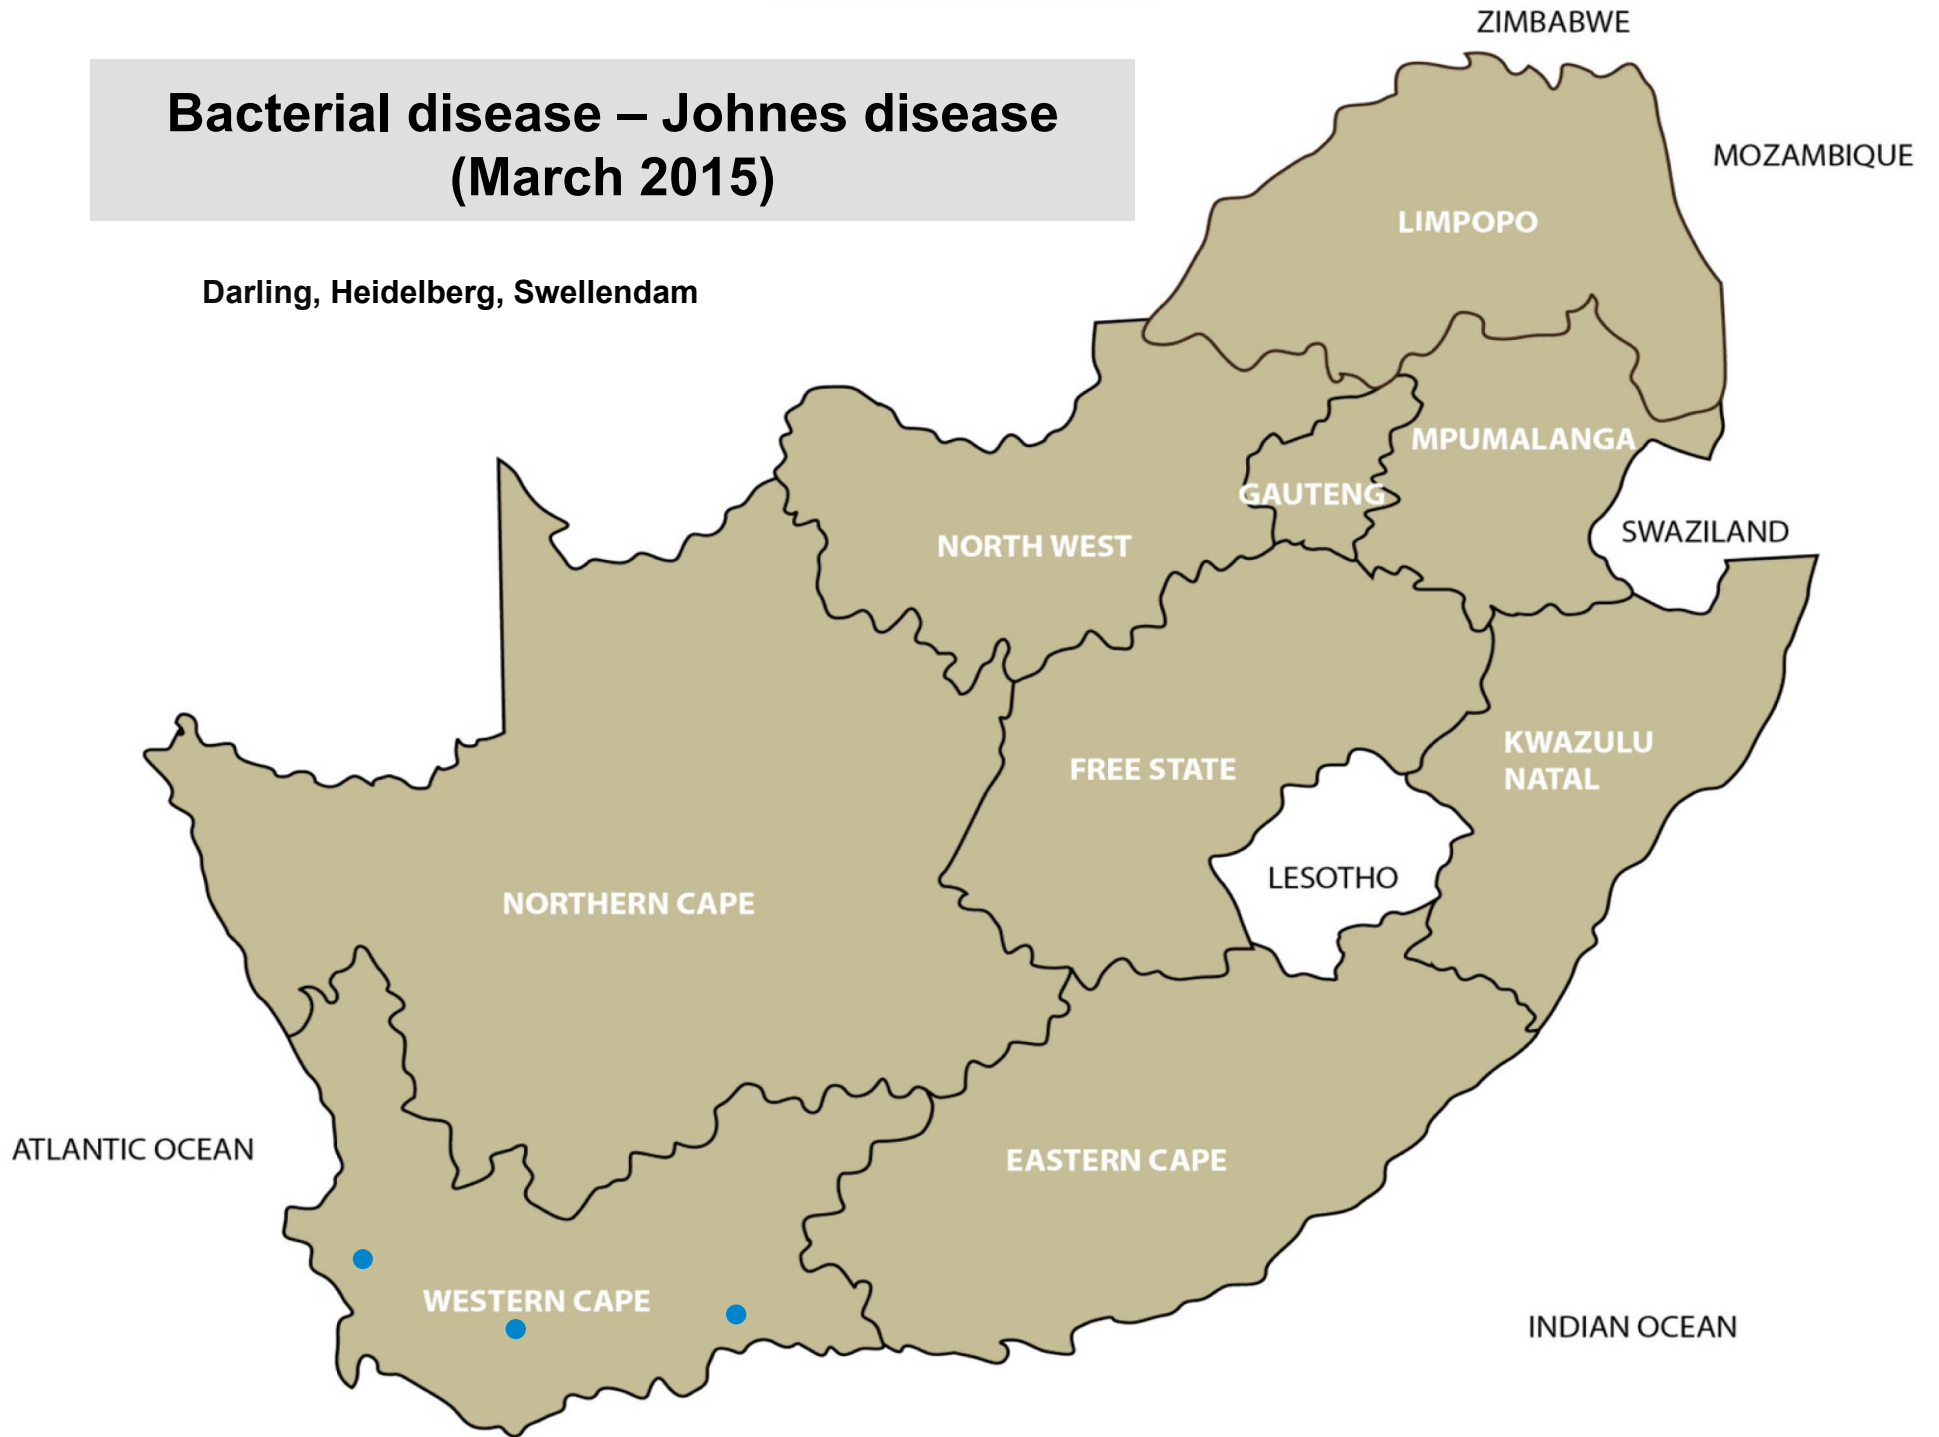 ZIMBABWE
Bacterial disease – Johnes disease
(March 2015)
MOZAMBIQUE
LIMPOPO
Darling, Heidelberg, Swellendam
MPUMALANGA
GAUTENG
SWAZILAND
NORTH WEST
KWAZULU
NATAL
FREE STATE
LESOTHO
NORTHERN CAPE
ATLANTIC OCEAN
EASTERN CAPE
WESTERN CAPE
INDIAN OCEAN